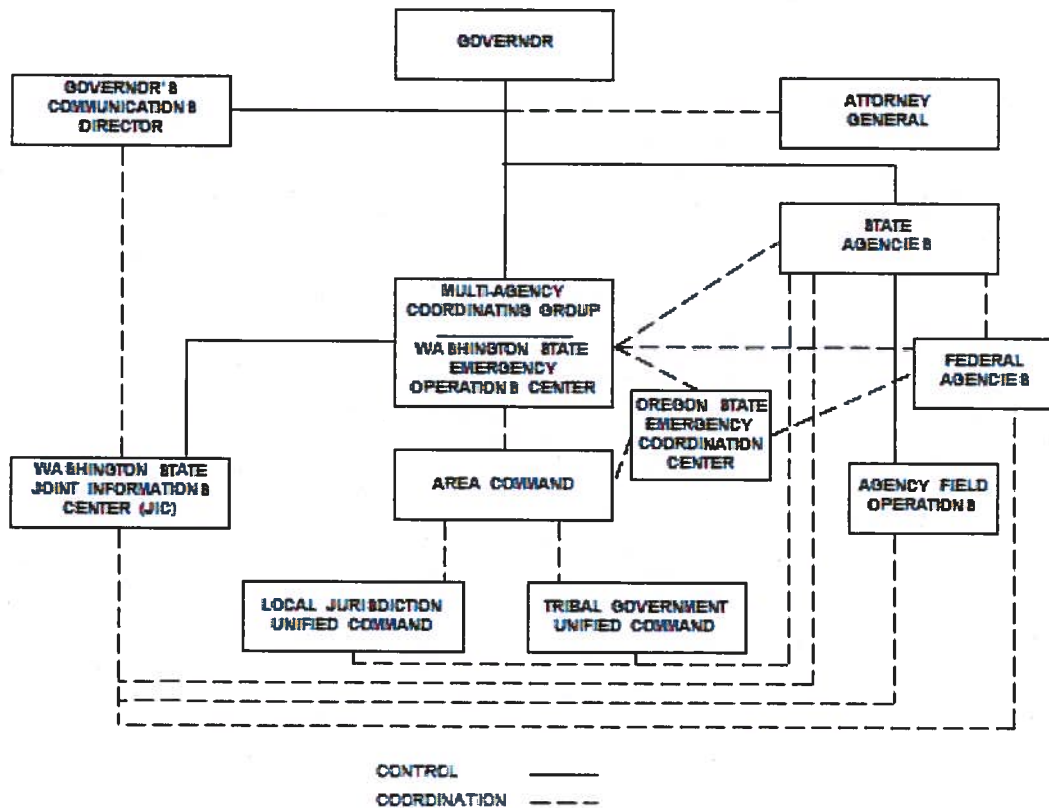 GOVERNOR
GOVERNOR'S
COMMUNICATIONS
DIRECTOR
ATTORNEY
GENERAL
STATE
AGENCIES
MULTI-AGENCY
COORDINATING GROUP
WASHINGTON STATE
EMERGENCY
OPERATIONS CENTER
FEDERAL
AGENCIES
OREGON STATE
EMERGENCY
COORDINATION
CENTER
WASHINGTON STATE
JOINT INFORMATIONS
CENTER (JIC)
AREA COMMAND
AGENCY FIELD
OPERATIONS
LOCAL JURISDICTION
UNIFIED COMMAND
TRIBAL GOVERNMENT
UNIFIED COMMAND
CONTROL
COORDINATION